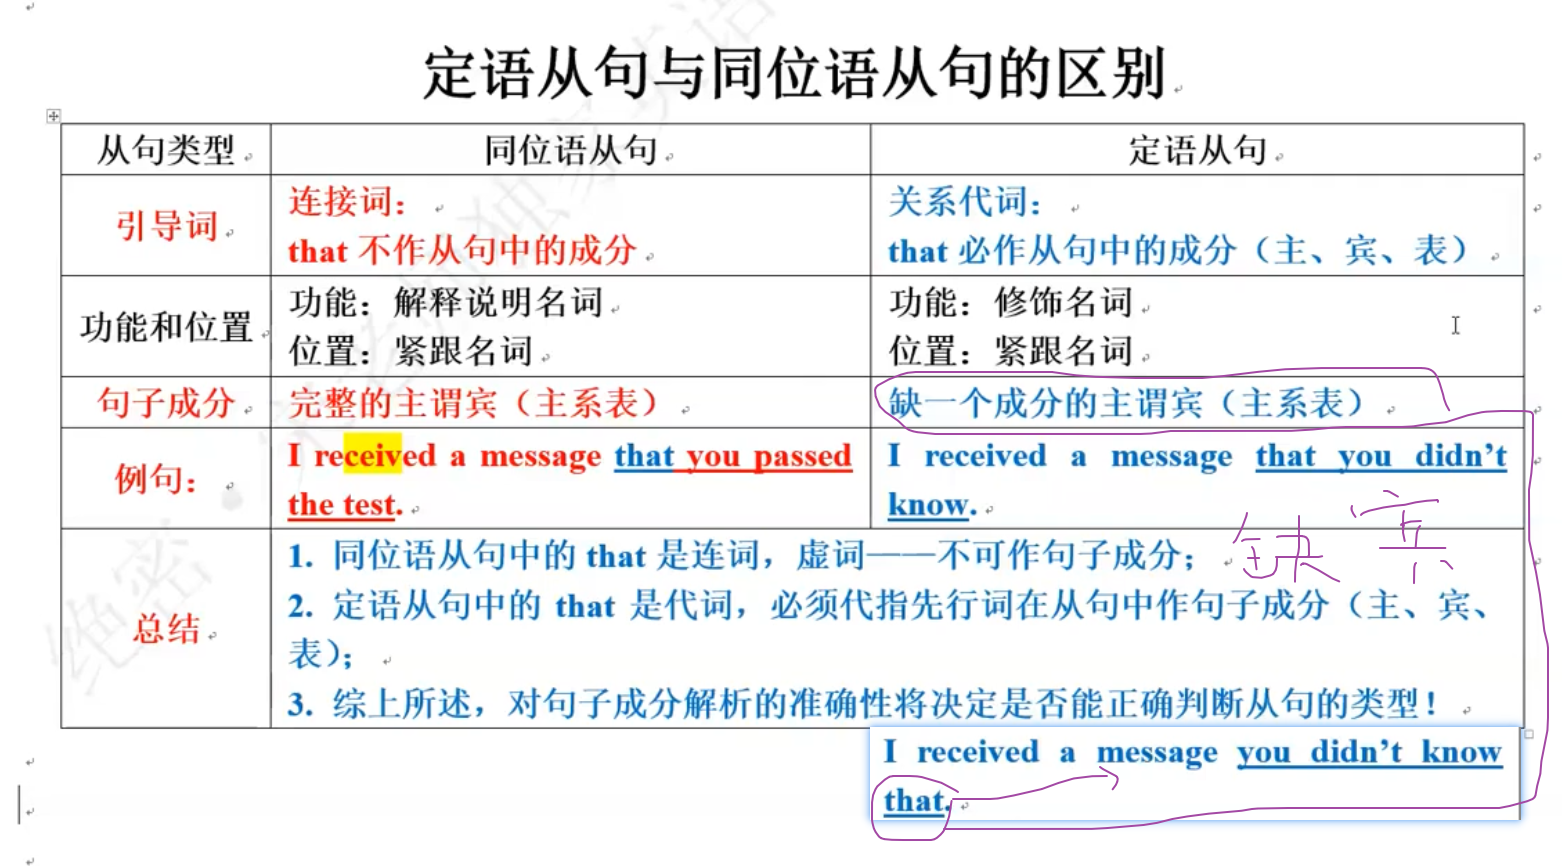 定语从句与同位语从句的区别
从句类型 同位语从句 定语从句
引导词
连接词：
that 不作从句中的成分
关系代词：
that 必作从句中的成分（主、宾、表）
功能和位置
功能：解释说明名词
位置：紧跟名词
功能：修饰名词
位置：紧跟名词
句子成分 完整的主谓宾（主系表） 缺一个成分的主谓宾（主系表）
例句：
I received a message that you passed
the test.
I received a message that you didn't
know.
缺宾
总结
1. 同位语从句中的 that 是连词，虚词——不可作句子成分；
2. 定语从句中的 that 是代词，必须代指先行词在从句中作句子成分（主、宾、
表）；
3. 综上所述，对句子成分解析的准确性将决定是否能正确判断从句的类型！
I received a message you didn't know
that.
绝密